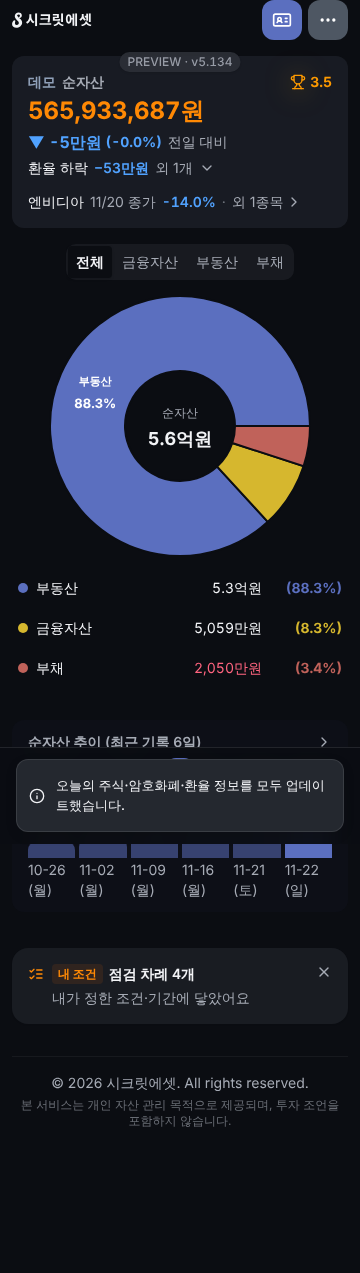 시크릿에셋
PREVIEW · v5.134
데모 순자산
3.5
565,933,687원
▼ -5만원 (-0.0%) 전일 대비
환율 하락 -53만원 외 1개
엔비디아 11/20 종가 -14.0% · 외 1종목
전체 금융자산 부동산 부채
부동산
88.3%
순자산
5.6억원
부동산 5.3억원 (88.3%)
금융자산 5,059만원 (8.3%)
부채 2,050만원 (3.4%)
순자산 추이 (최근 기록 6일)
오늘의 주식·암호화폐·환율 정보를 모두 업데이
트했습니다.
10-26 11-02 11-09 11-16 11-21 11-22
(월) (월) (월) (월) (토) (일)
내 조건 점검 차례 4개
내가 정한 조건·기간에 닿았어요
© 2026 시크릿에셋. All rights reserved.
본 서비스는 개인 자산 관리 목적으로 제공되며, 투자 조언을
포함하지 않습니다.